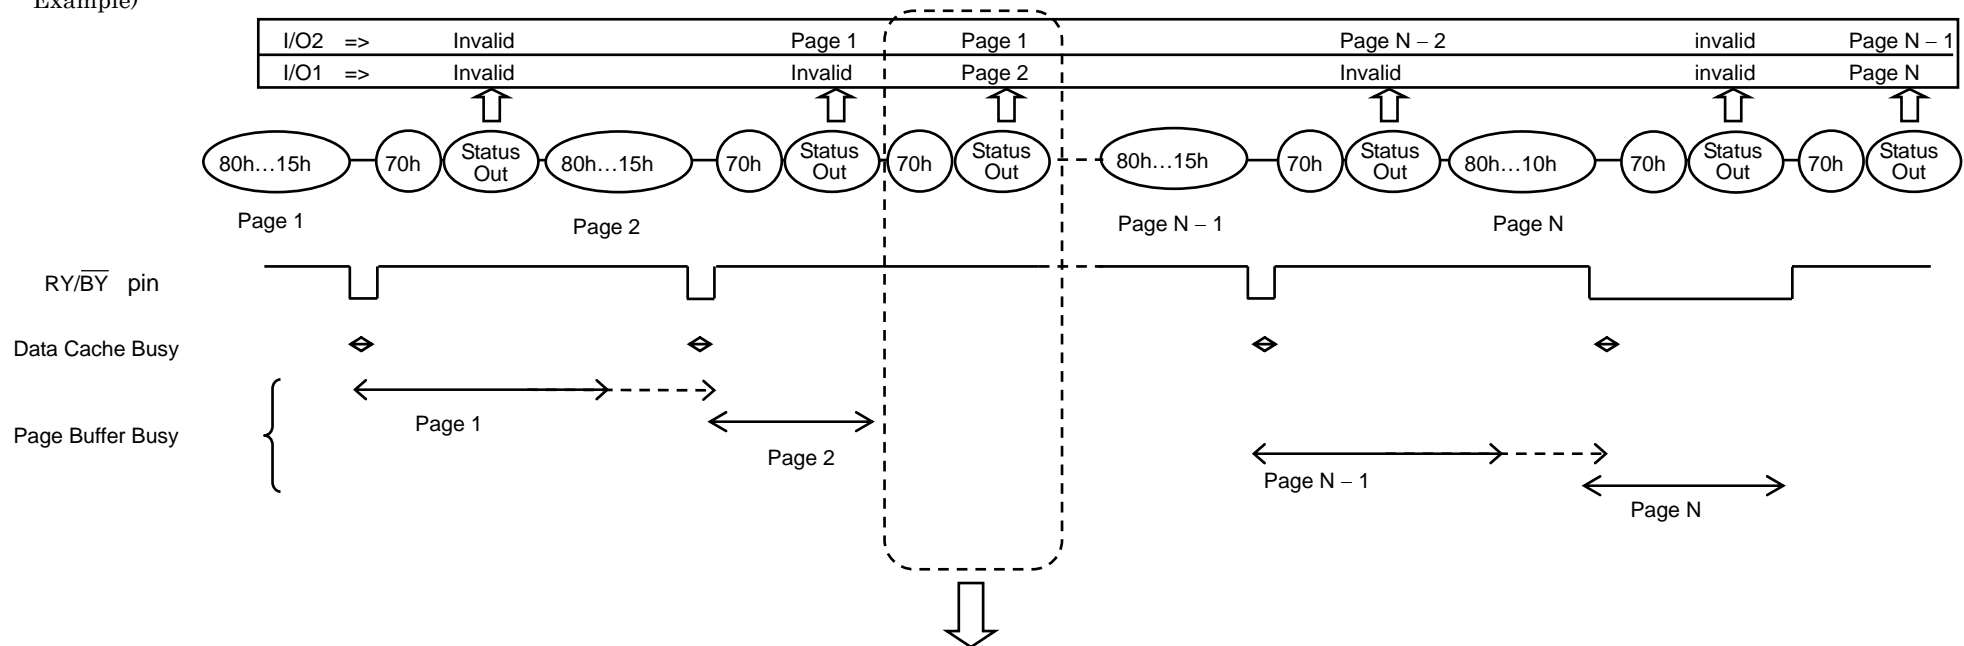 Example)
I/O2 => Invalid Page 1 Page 1 Page N − 2 invalid Page N − 1
I/O1 => Invalid Invalid Page 2 Invalid invalid Page N
80h…15h 70h Status Out 80h…15h 70h Status Out 70h Status Out 80h…15h 70h Status Out 80h…10h 70h Status Out 70h Status Out
Page 1 Page 2 Page N − 1 Page N
RY/B̅Y̅ pin
Data Cache Busy
Page 1
Page Buffer Busy
Page 2
Page N − 1
Page N